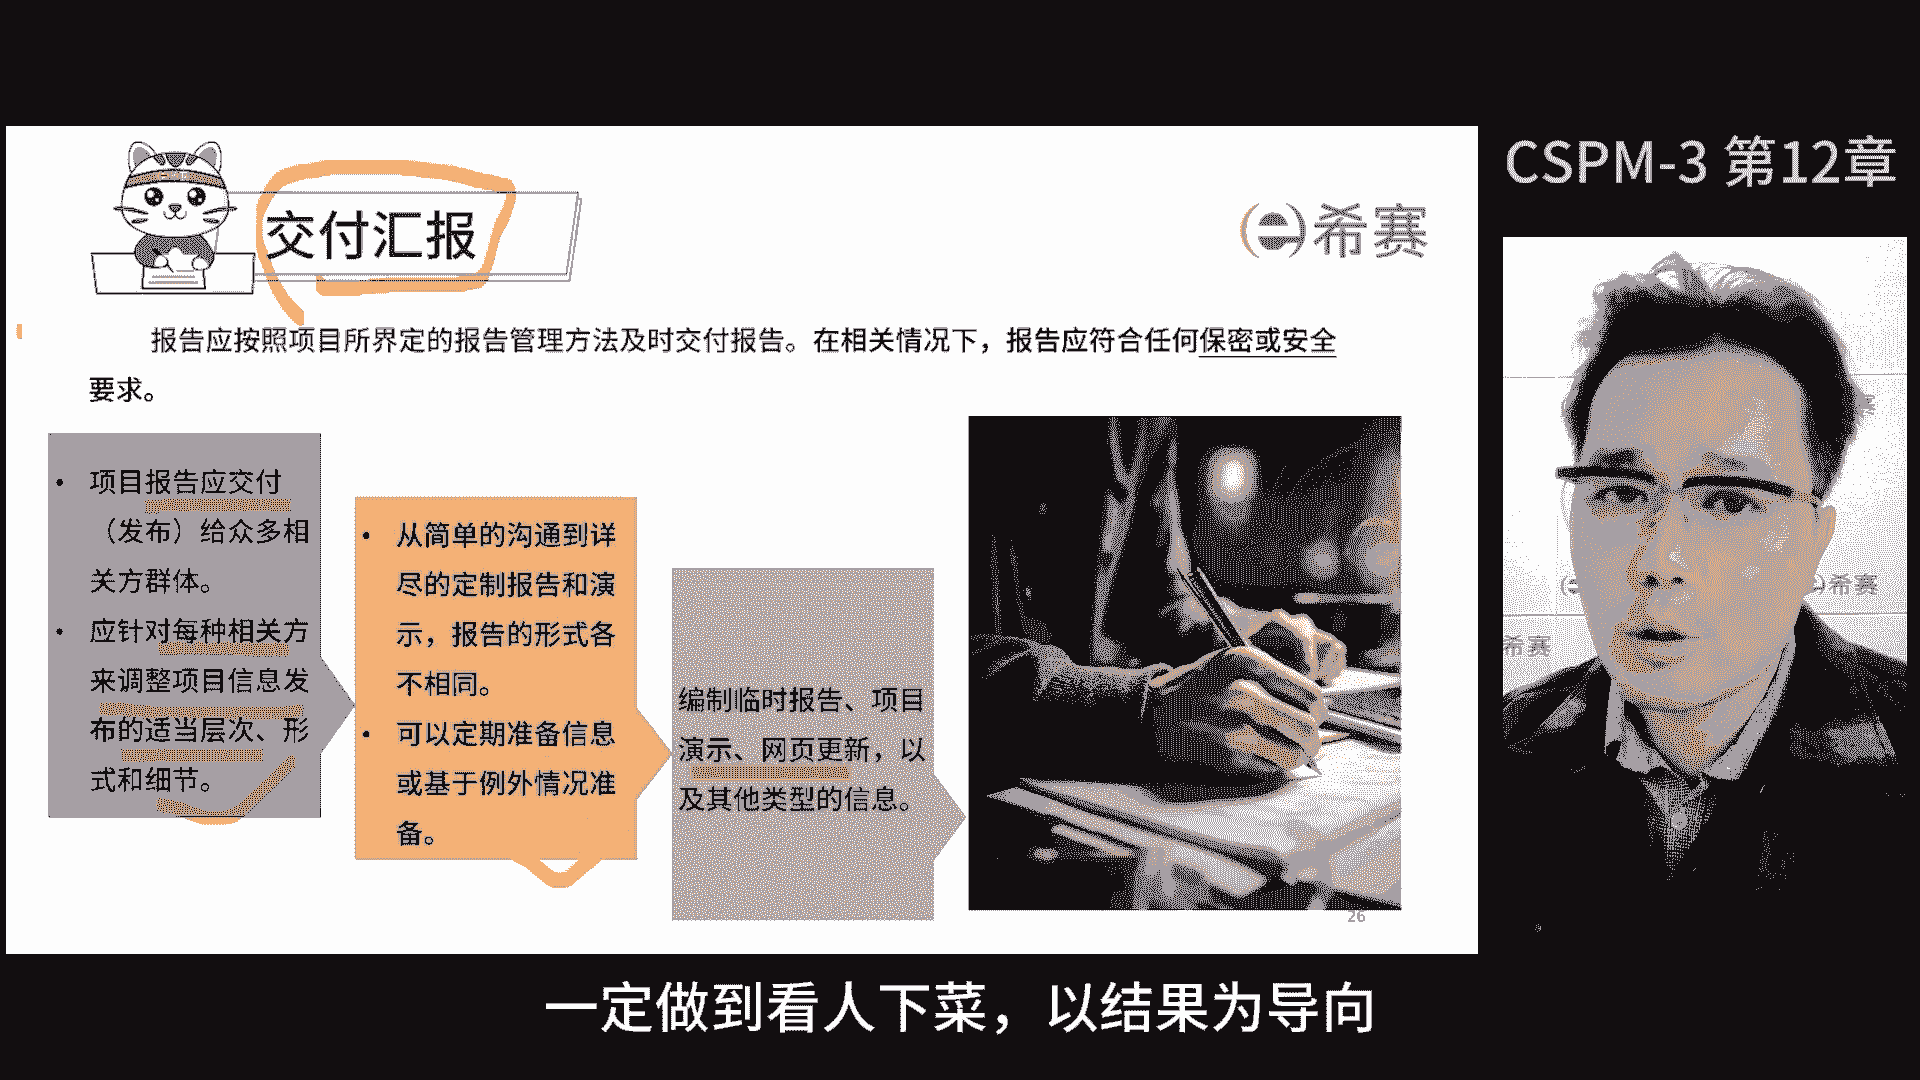 CSPM-3 第12章
交付汇报
希赛
报告应按照项目所界定的报告管理方法及时交付报告。在相关情况下，报告应符合任何保密或安全
要求。
• 项目报告应交付
（发布）给众多相
关方群体。
• 应针对每种相关方
来调整项目信息发
布的适当层次、形
式和细节。
• 从简单的沟通到详
尽的定制报告和演
示，报告的形式各
不相同。
• 可以定期准备信息
或基于例外情况准
备。
编制临时报告、项目
演示、网页更新，以
及其他类型的信息。
26
希赛
希赛
一定做到看人下菜，以结果为导向